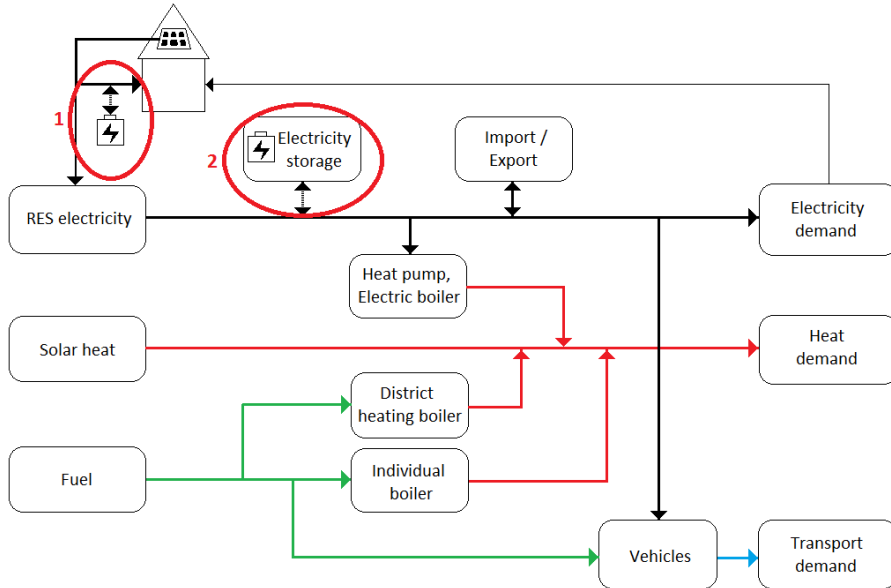 1
2
Electricity
storage
Import /
Export
RES electricity
Electricity
demand
Heat pump,
Electric boiler
Solar heat
Heat
demand
District
heating boiler
Fuel
Individual
boiler
Vehicles
Transport
demand